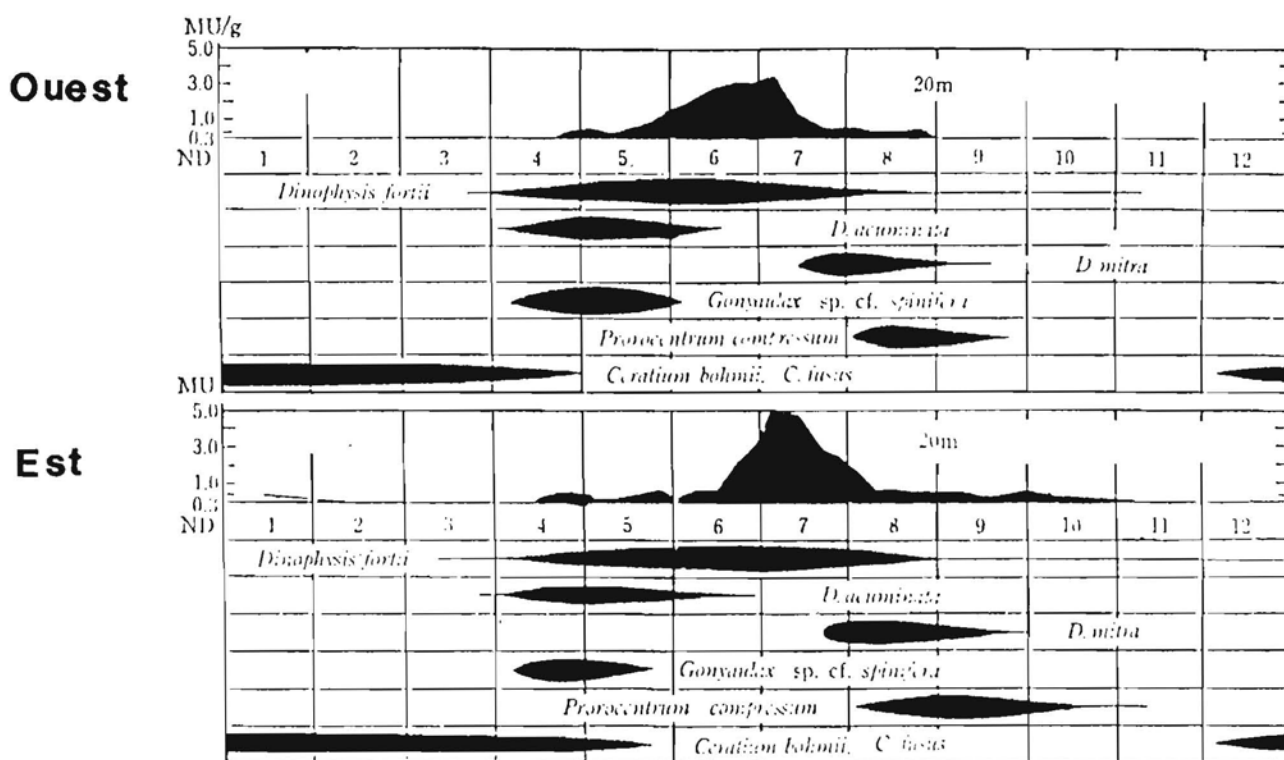 MU/g
5.0
Ouest
3.0
20m
1.0
0.3
ND 1 2 3 4 5. 6 7 8 9 10 11 12
Dinophysis fortii
D. acuminata
D. mitra
Gonyaulax sp. cf. spinifera
Prorocentrum compressum
Ceratium bohmii, C. fusus
MU
5.0
Est
3.0
20m
1.0
0.3
ND 1 2 3 4 5 6 7 8 9 10 11 12
Dinophysis fortii
D. acuminata
D. mitra
Gonyaulax sp. cf. spinifera
Prorocentrum compressum
Ceratium bohmii, C. fusus